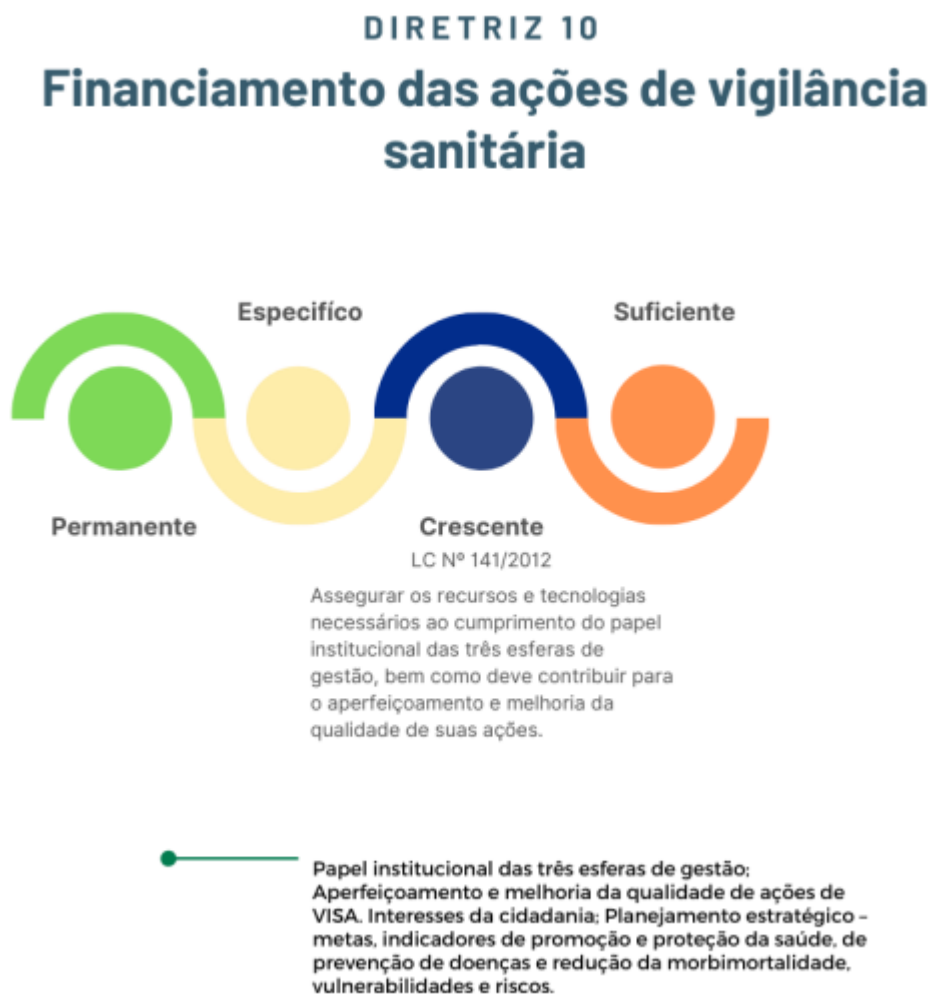 DIRETRIZ 10
Financiamento das ações de vigilância
sanitária
Especifíco
Suficiente
Permanente
Crescente
LC Nº 141/2012
Assegurar os recursos e tecnologias
necessários ao cumprimento do papel
institucional das três esferas de
gestão, bem como deve contribuir para
o aperfeiçoamento e melhoria da
qualidade de suas ações.
Papel institucional das três esferas de gestão;
Aperfeiçoamento e melhoria da qualidade de ações de
VISA. Interesses da cidadania; Planejamento estratégico –
metas, indicadores de promoção e proteção da saúde, de
prevenção de doenças e redução da morbimortalidade,
vulnerabilidades e riscos.